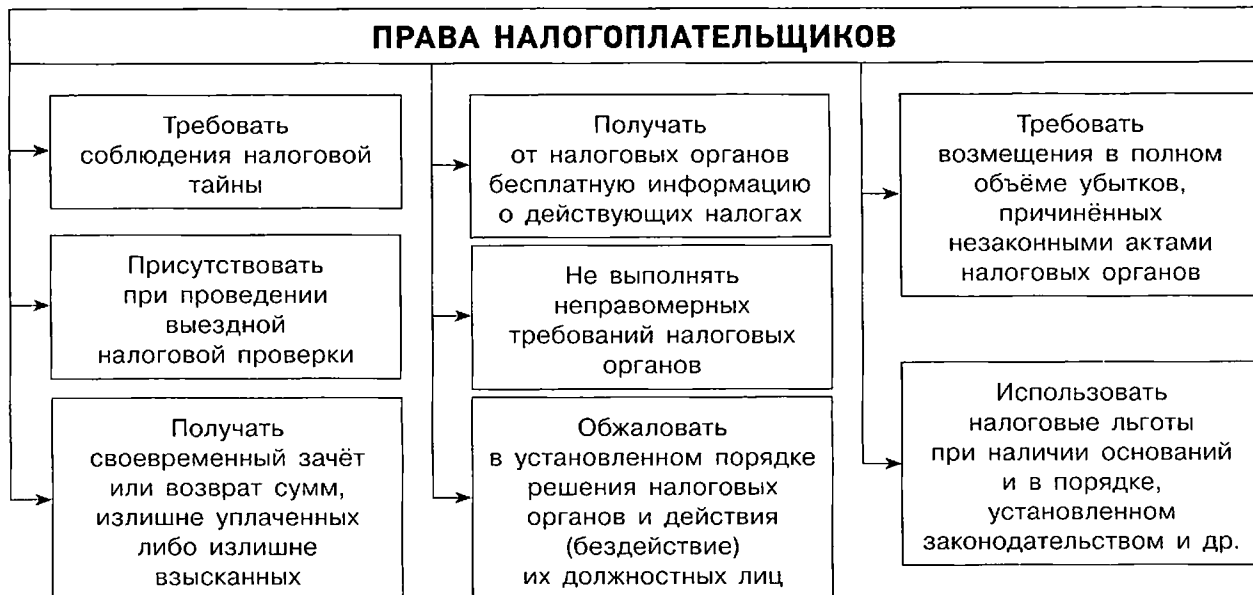 ПРАВА НАЛОГОПЛАТЕЛЬЩИКОВ
Требовать
соблюдения налоговой
тайны
Присутствовать
при проведении
выездной
налоговой проверки
Получать
своевременный зачёт
или возврат сумм,
излишне уплаченных
либо излишне
взысканных
Получать
от налоговых органов
бесплатную информацию
о действующих налогах
Не выполнять
неправомерных
требований налоговых
органов
Обжаловать
в установленном порядке
решения налоговых
органов и действия
(бездействие)
их должностных лиц
Требовать
возмещения в полном
объёме убытков,
причинённых
незаконными актами
налоговых органов
Использовать
налоговые льготы
при наличии оснований
и в порядке,
установленном
законодательством и др.